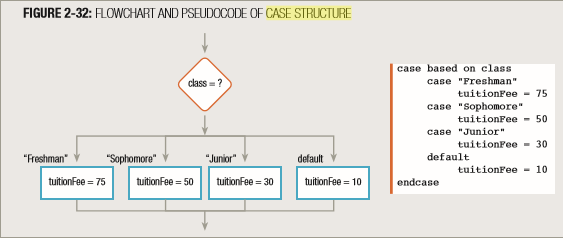 FIGURE 2-32: FLOWCHART AND PSEUDOCODE OF CASE STRUCTURE
class = ?
"Freshman" "Sophomore" "Junior" default
tuitionFee = 75 tuitionFee = 50 tuitionFee = 30 tuitionFee = 10
case based on class
case "Freshman"
tuitionFee = 75
case "Sophomore"
tuitionFee = 50
case "Junior"
tuitionFee = 30
default
tuitionFee = 10
endcase